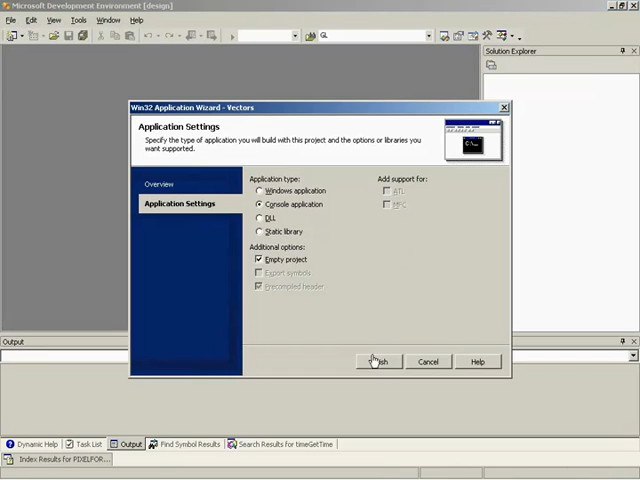 Microsoft Development Environment [design]
File Edit View Tools Window Help
GL
Solution Explorer
Win32 Application Wizard - Vectors
Application Settings
Specify the type of application you will build with this project and the options or libraries you
want supported.
C:\
Overview
Application Settings
Application type:
Windows application
Console application
DLL
Static library
Additional options:
Empty project
Export symbols
Precompiled header
Add support for:
ATL
MFC
Cancel
Help
Output
Dynamic Help Task List Output Find Symbol Results Search Results for timeGetTime
Index Results for PIXELFOR...